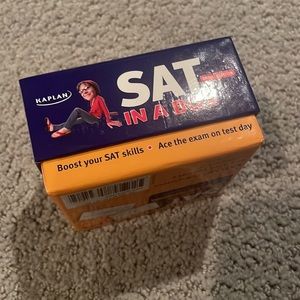 KAPLAN
SAT
IN A BOX
Boost your SAT skills • Ace the exam on test day